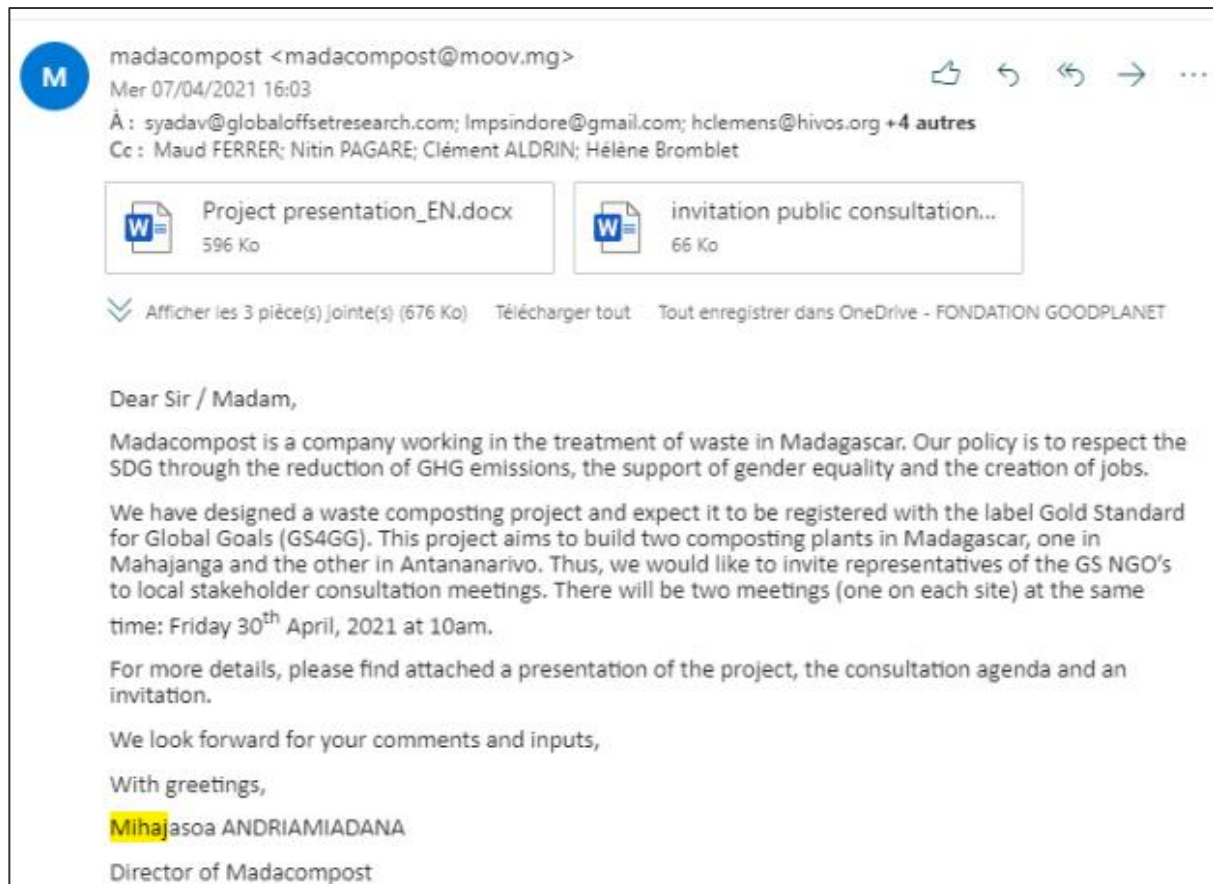 M
madacompost <madacompost@moov.mg>
Mer 07/04/2021 16:03
À : syadav@globaloffsetresearch.com; lmpsindore@gmail.com; hclemens@hivos.org +4 autres
Cc : Maud FERRER; Nitin PAGARE; Clément ALDRIN; Hélène Bromblet
Project presentation_EN.docx
596 Ko
invitation public consultation...
66 Ko
Afficher les 3 pièce(s) jointe(s) (676 Ko) Télécharger tout Tout enregistrer dans OneDrive - FONDATION GOODPLANET
Dear Sir / Madam,
Madacompost is a company working in the treatment of waste in Madagascar. Our policy is to respect the
SDG through the reduction of GHG emissions, the support of gender equality and the creation of jobs.
We have designed a waste composting project and expect it to be registered with the label Gold Standard
for Global Goals (GS4GG). This project aims to build two composting plants in Madagascar, one in
Mahajanga and the other in Antananarivo. Thus, we would like to invite representatives of the GS NGO's
to local stakeholder consultation meetings. There will be two meetings (one on each site) at the same
time: Friday 30th April, 2021 at 10am.
For more details, please find attached a presentation of the project, the consultation agenda and an
invitation.
We look forward for your comments and inputs,
With greetings,
Mihajasoa ANDRIAMIADANA
Director of Madacompost